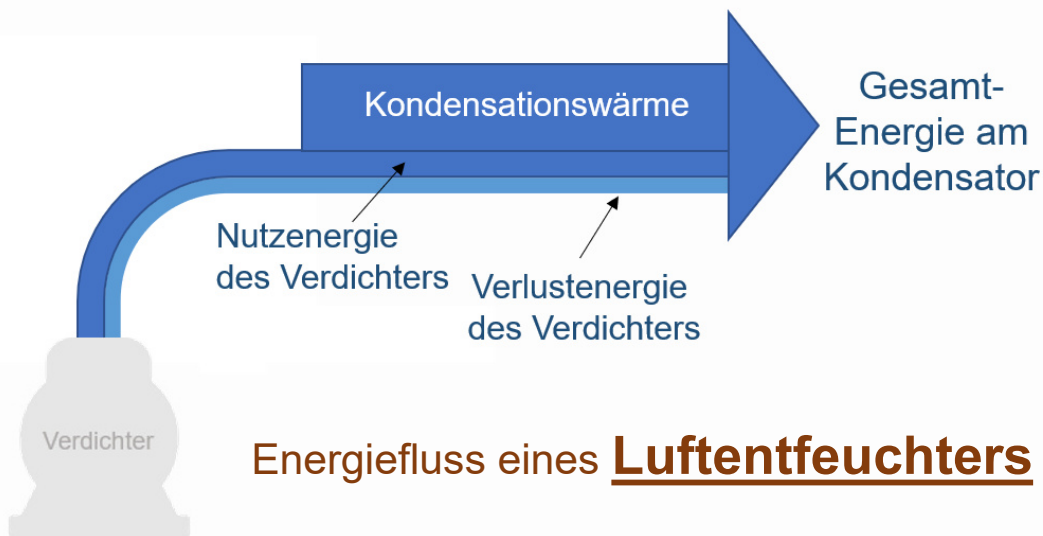 Kondensationswärme
Gesamt-
Energie am
Kondensator
Nutzenergie
des Verdichters
Verlustenergie
des Verdichters
Verdichter
Energiefluss eines Luftentfeuchters